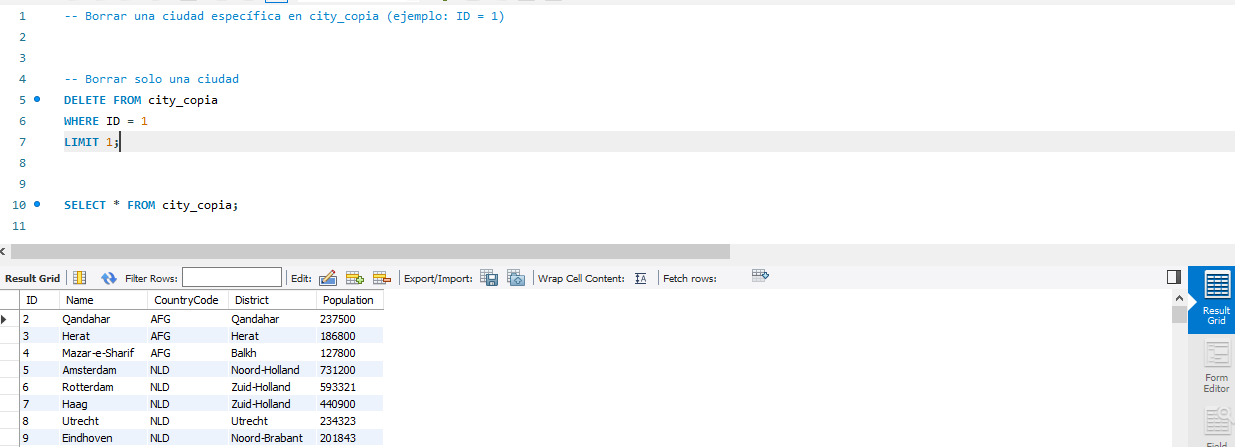 1 -- Borrar una ciudad específica en city_copia (ejemplo: ID = 1)
2
3
4 -- Borrar solo una ciudad
5 DELETE FROM city_copia
6 WHERE ID = 1
7 LIMIT 1;
8
9
10 SELECT * FROM city_copia;
11
Result Grid Filter Rows: Edit: Export/Import: Wrap Cell Content: IA Fetch rows:
ID Name CountryCode District Population
2 Qandahar AFG Qandahar 237500
3 Herat AFG Herat 186800
4 Mazar-e-Sharif AFG Balkh 127800
5 Amsterdam NLD Noord-Holland 731200
6 Rotterdam NLD Zuid-Holland 593321
7 Haag NLD Zuid-Holland 440900
8 Utrecht NLD Utrecht 234323
9 Eindhoven NLD Noord-Brabant 201843
Result
Grid
Form
Editor